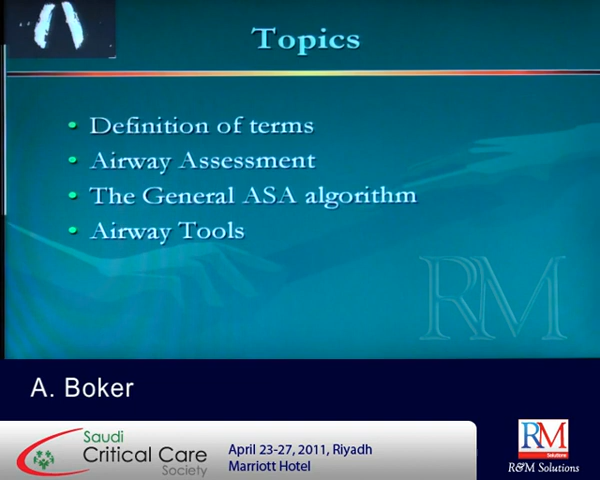 Topics
• Definition of terms
• Airway Assessment
• The General ASA algorithm
• Airway Tools
RM
A. Boker
Saudi
Critical Care
Society
April 23-27, 2011, Riyadh
Marriott Hotel
RM
Solutions
R&M Solutions